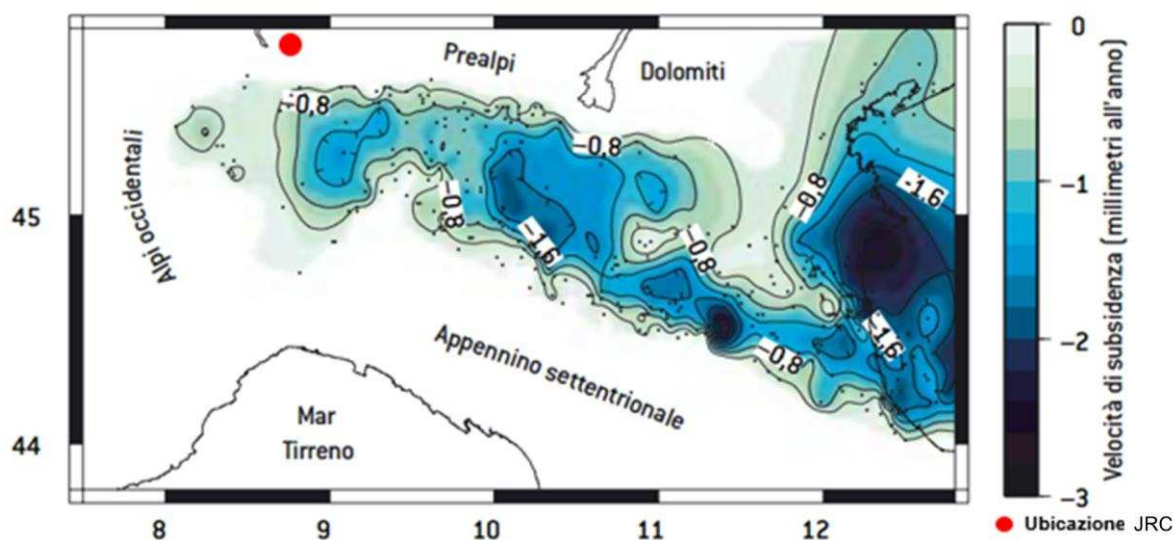 Prealpi
Dolomiti
Alpi occidentali
Appennino settentrionale
Mar
Tirreno
–0,8
–0,8
–0,8
–1,6
–0,8
–0,8
–0,8
-1,6
–1,6
45
44
8
9
10
11
12
0
–1
–2
–3
Velocità di subsidenza (millimetri all'anno)
Ubicazione JRC